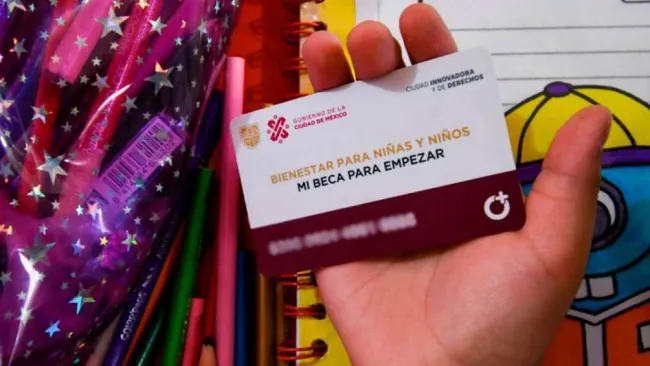 GOBIERNO DE LA
CIUDAD DE MÉXICO
CIUDAD INNOVADORA
Y DE DERECHOS
BIENESTAR PARA NIÑAS Y NIÑOS
MI BECA PARA EMPEZAR